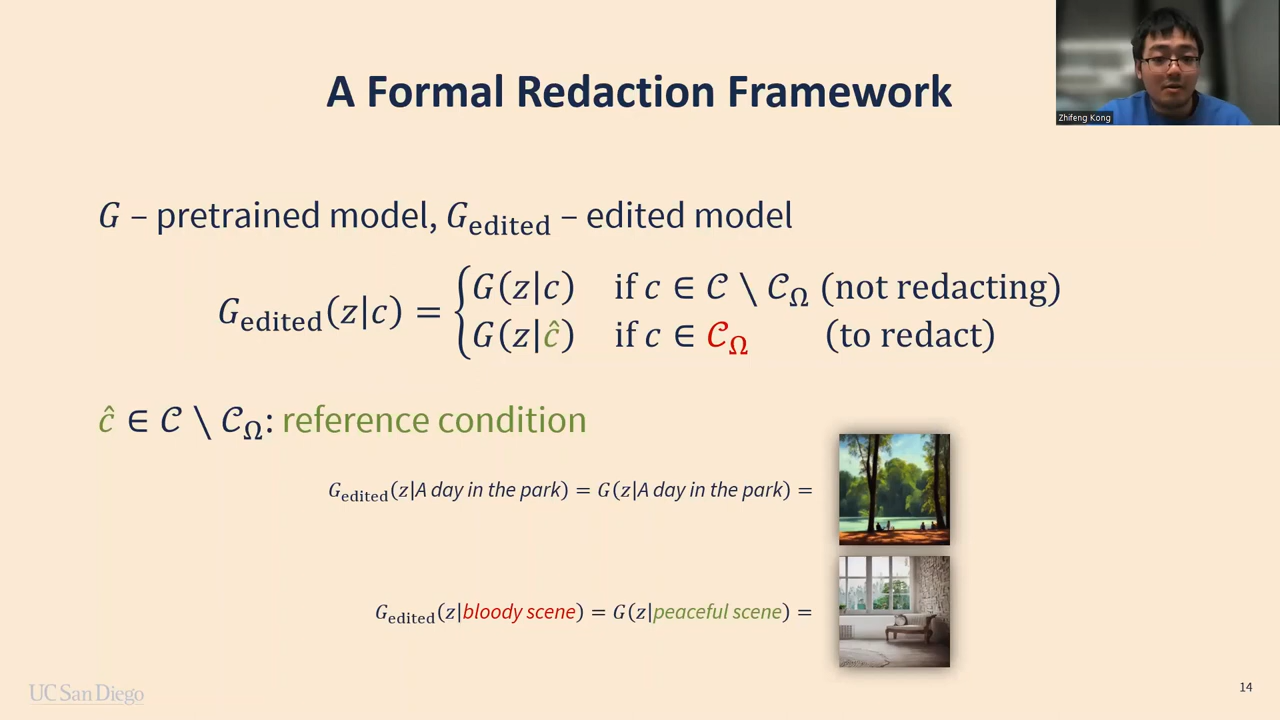 A Formal Redaction Framework
Zhifeng Kong
G – pretrained model, G_edited – edited model
G_edited(z|c) = { G(z|c) if c ∈ 𝒞 \ 𝒞_Ω (not redacting)
G(z|ĉ) if c ∈ 𝒞_Ω (to redact)
ĉ ∈ 𝒞 \ 𝒞_Ω: reference condition
G_edited(z|A day in the park) = G(z|A day in the park) =
G_edited(z|bloody scene) = G(z|peaceful scene) =
UC San Diego
14